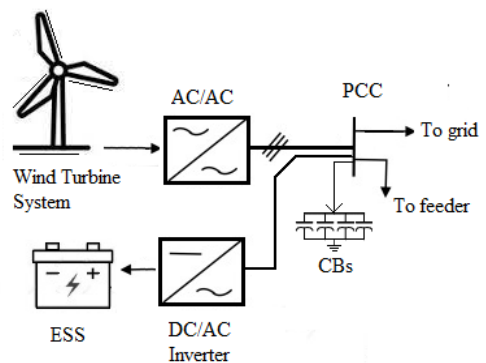 AC/AC
PCC
To grid
Wind Turbine
System
To feeder
CBs
ESS
DC/AC
Inverter